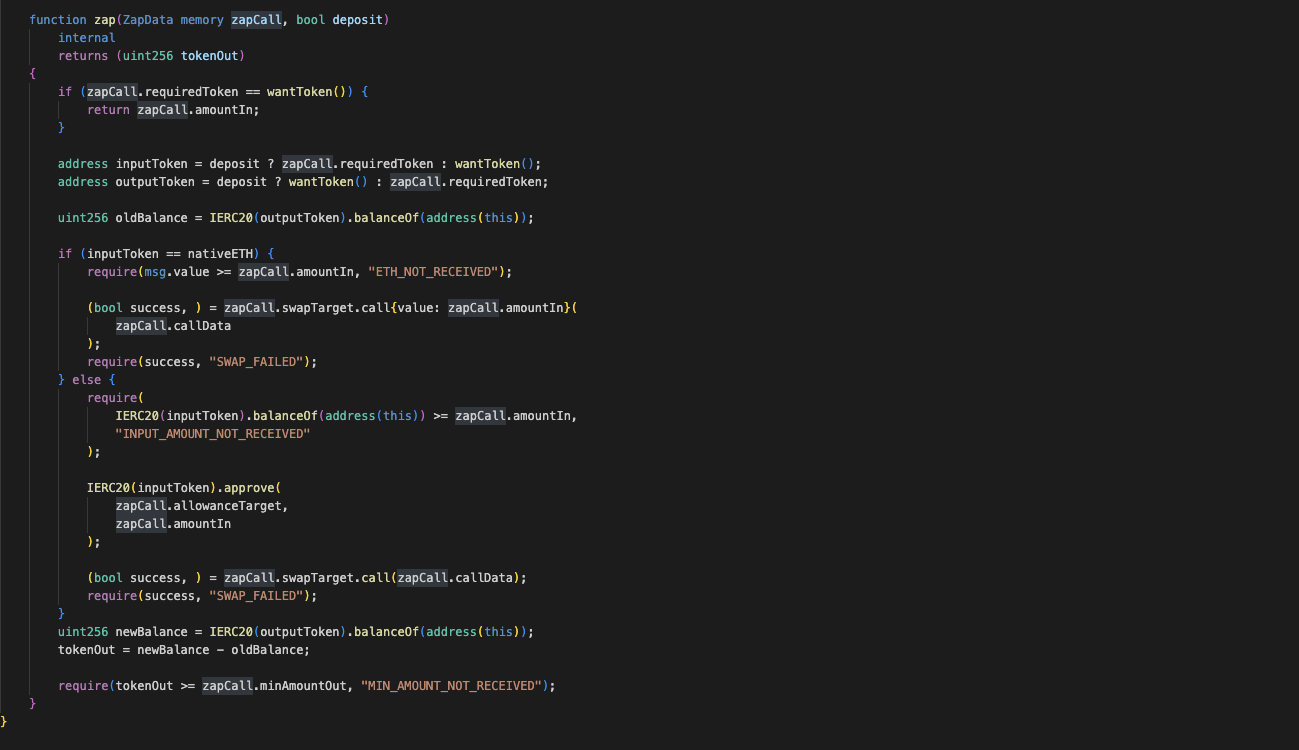 function zap(ZapData memory zapCall, bool deposit)
internal
returns (uint256 tokenOut)
{
if (zapCall.requiredToken == wantToken()) {
return zapCall.amountIn;
}
address inputToken = deposit ? zapCall.requiredToken : wantToken();
address outputToken = deposit ? wantToken() : zapCall.requiredToken;
uint256 oldBalance = IERC20(outputToken).balanceOf(address(this));
if (inputToken == nativeETH) {
require(msg.value >= zapCall.amountIn, "ETH_NOT_RECEIVED");
(bool success, ) = zapCall.swapTarget.call{value: zapCall.amountIn}(
zapCall.callData
);
require(success, "SWAP_FAILED");
} else {
require(
IERC20(inputToken).balanceOf(address(this)) >= zapCall.amountIn,
"INPUT_AMOUNT_NOT_RECEIVED"
);
IERC20(inputToken).approve(
zapCall.allowanceTarget,
zapCall.amountIn
);
(bool success, ) = zapCall.swapTarget.call(zapCall.callData);
require(success, "SWAP_FAILED");
}
uint256 newBalance = IERC20(outputToken).balanceOf(address(this));
tokenOut = newBalance - oldBalance;
require(tokenOut >= zapCall.minAmountOut, "MIN_AMOUNT_NOT_RECEIVED");
}
}